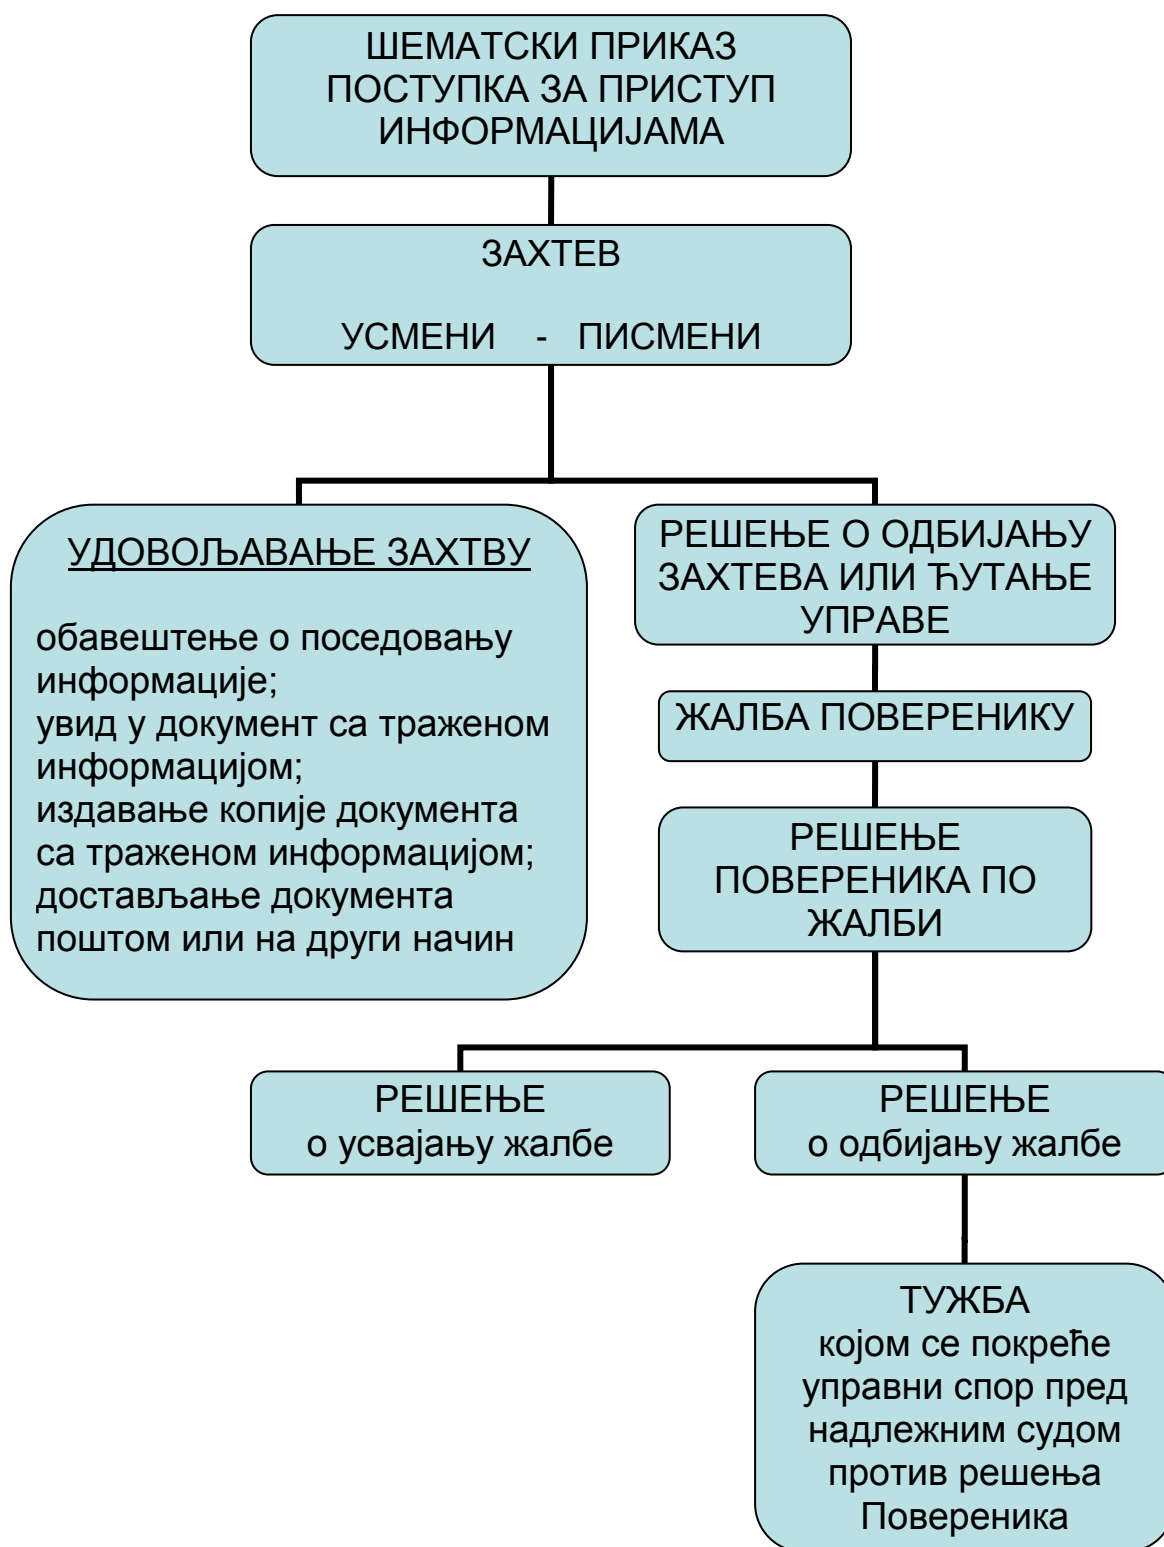 ШЕМАТСКИ ПРИКАЗ
ПОСТУПКА ЗА ПРИСТУП
ИНФОРМАЦИЈАМА
ЗАХТЕВ
УСМЕНИ - ПИСМЕНИ
УДОВОЉАВАЊЕ ЗАХТВУ
обавештење о поседовању
информације;
увид у документ са траженом
информацијом;
издавање копије документа
са траженом информацијом;
достављање документа
поштом или на други начин
РЕШЕЊЕ О ОДБИЈАЊУ
ЗАХТЕВА ИЛИ ЋУТАЊЕ
УПРАВЕ
ЖАЛБА ПОВЕРЕНИКУ
РЕШЕЊЕ
ПОВЕРЕНИКА ПО
ЖАЛБИ
РЕШЕЊЕ
о усвајању жалбе
РЕШЕЊЕ
о одбијању жалбе
ТУЖБА
којом се покреће
управни спор пред
надлежним судом
против решења
Повереника